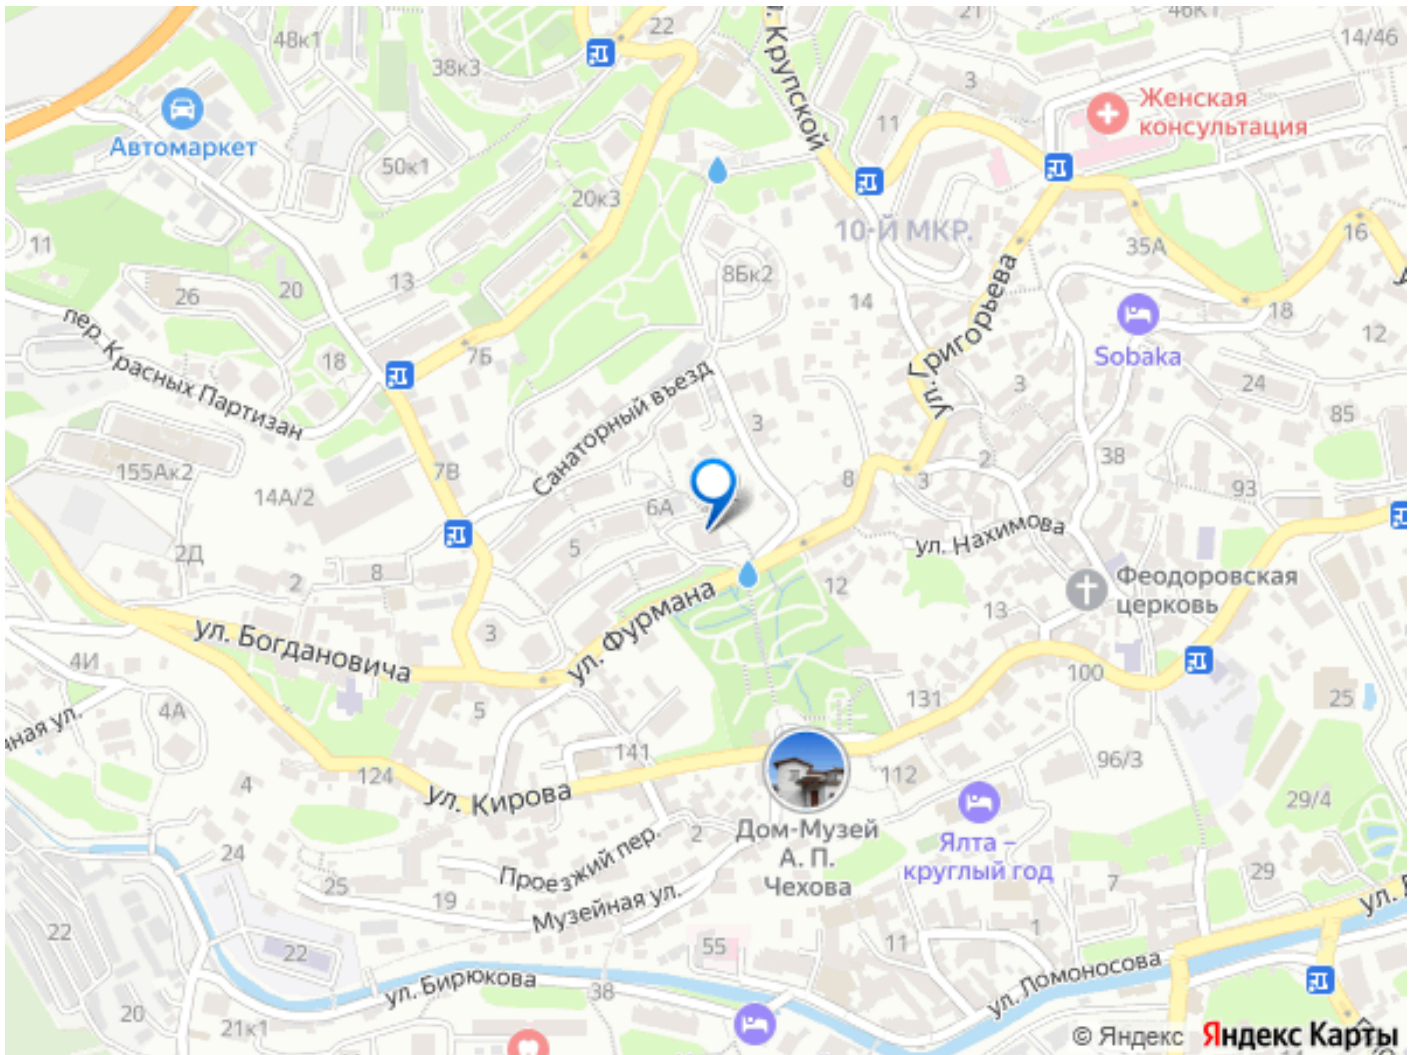 22
21
46К1
48к1
38к3
14/46
ул. Крупской
3
Женская
консультация
11
Автомаркет
50к1
20к3
10-Й МКР.
16
11
35А
13
8Бк2
20
26
14
18
ул. Григорьева
12
пер. Красных Партизан
18
7Б
Sobaka
3
24
Санаторный въезд
85
3
38
155Ак2
7В
2
8
3
93
14А/2
6А
ул. Нахимова
5
2Д
8
2
12
Феодоровская
церковь
13
ул. Фурмана
ул. Богдановича
3
4И
100
131
25
4А
5
ная ул.
141
96/3
112
124
4
ул. Кирова
29/4
Дом-Музей
А. П.
Чехова
2
Ялта –
круглый год
Проезжий пер.
24
29
7
25
19
Музейная ул.
ул.
22
1
11
55
22
ул. Ломоносова
ул. Бирюкова
38
20
21к1
© Яндекс
Яндекс Карты